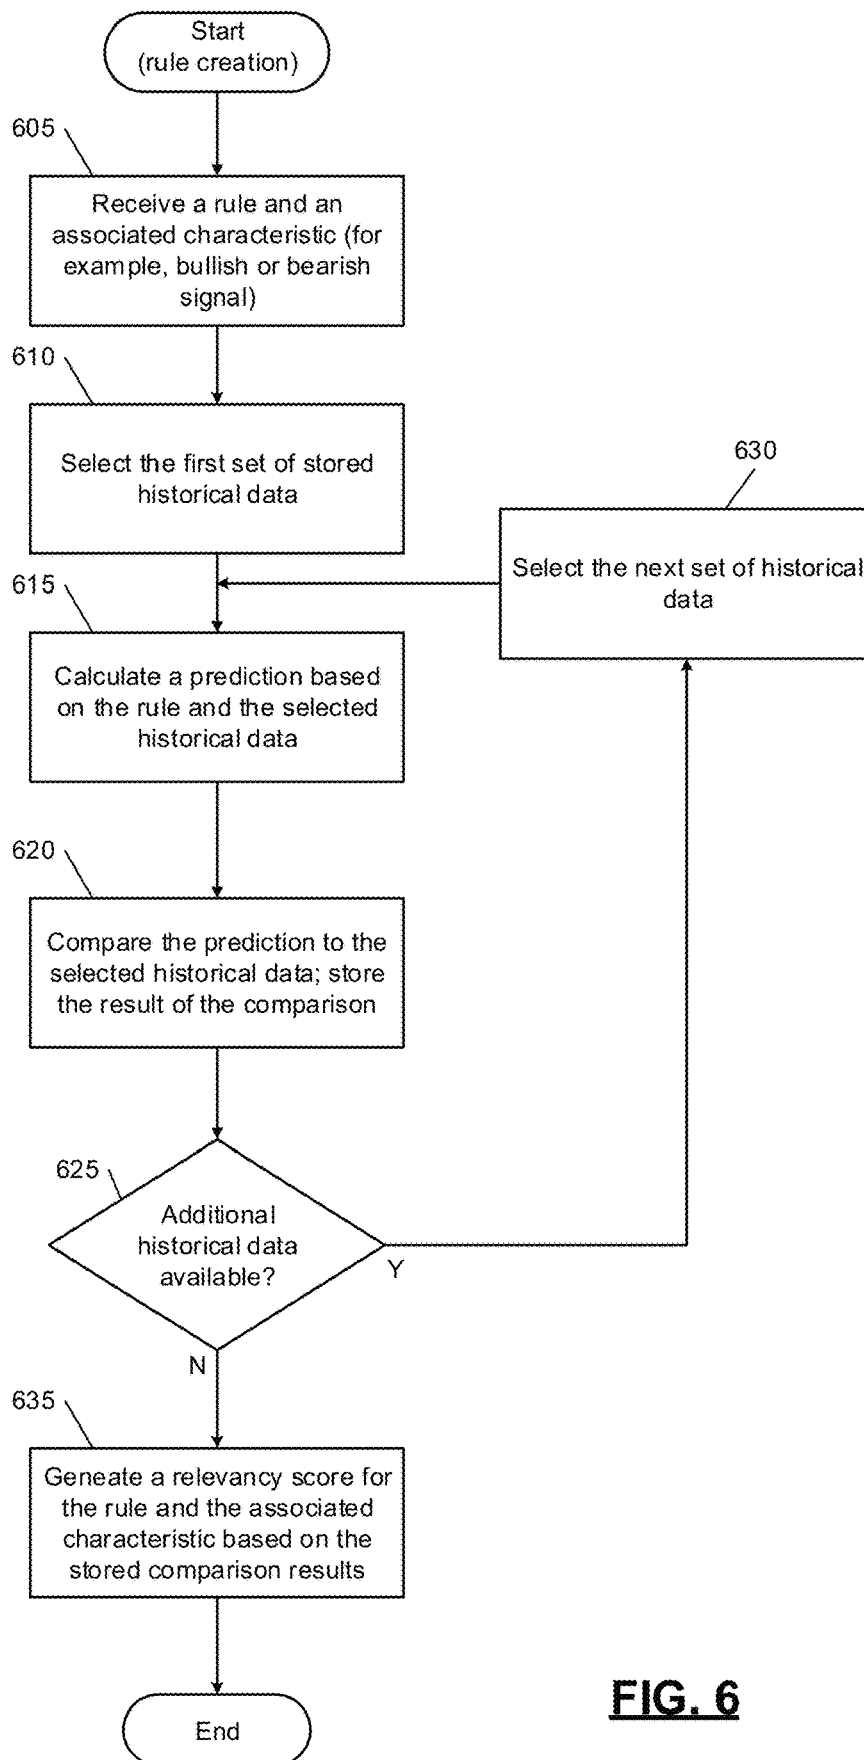 Start
(rule creation)
605
Receive a rule and an
associated characteristic (for
example, bullish or bearish
signal)
610
Select the first set of stored
historical data
630
Select the next set of historical
data
615
Calculate a prediction based
on the rule and the selected
historical data
620
Compare the prediction to the
selected historical data; store
the result of the comparison
625
Additional
historical data
available?
Y
N
635
Geneate a relevancy score for
the rule and the associated
characteristic based on the
stored comparison results
End
FIG. 6